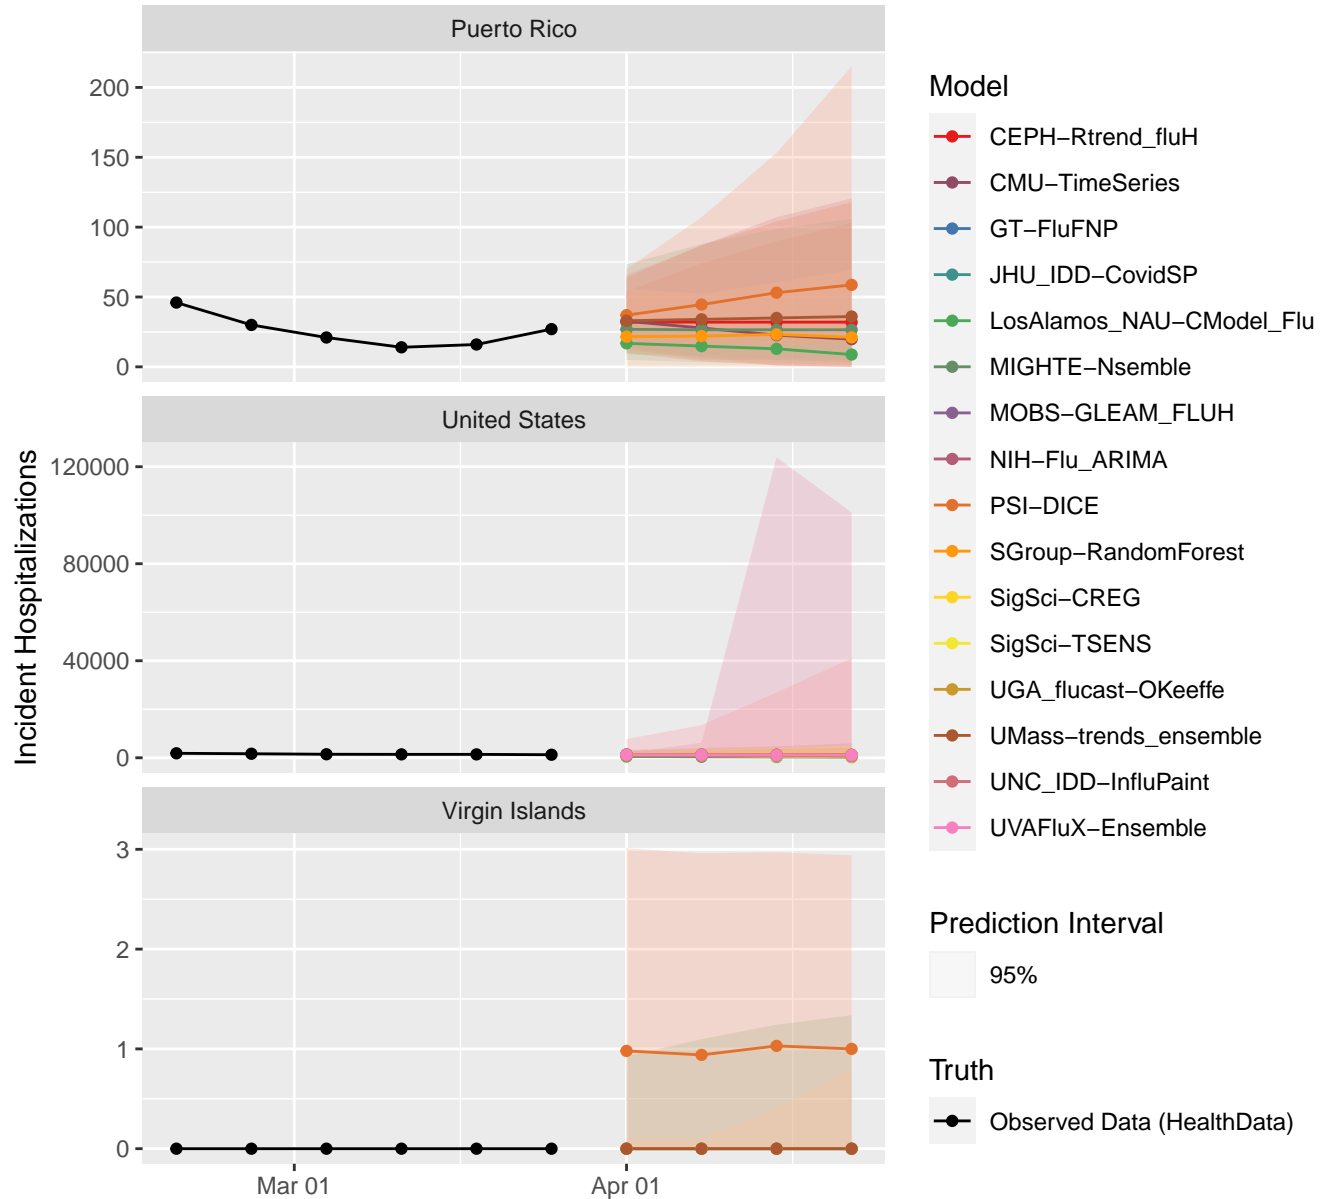 Puerto Rico
200
150
100
50
0
United States
120000
80000
40000
0
Virgin Islands
3
2
1
0
Mar 01
Apr 01
Incident Hospitalizations
Model
CEPH−Rtrend_fluH
CMU−TimeSeries
GT−FluFNP
JHU_IDD−CovidSP
LosAlamos_NAU−CModel_Flu
MIGHTE−Nsemble
MOBS−GLEAM_FLUH
NIH−Flu_ARIMA
PSI−DICE
SGroup−RandomForest
SigSci−CREG
SigSci−TSENS
UGA_flucast−OKeeffe
UMass−trends_ensemble
UNC_IDD−InfluPaint
UVAFluX−Ensemble
Prediction Interval
95%
Truth
Observed Data (HealthData)